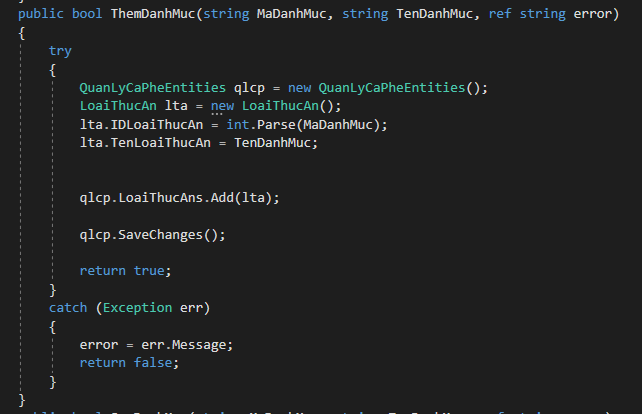 public bool ThemDanhMuc(string MaDanhMuc, string TenDanhMuc, ref string error)
{
try
{
QuanLyCaPheEntities qlcp = new QuanLyCaPheEntities();
LoaiThucAn lta = new LoaiThucAn();
lta.IDLoaiThucAn = int.Parse(MaDanhMuc);
lta.TenLoaiThucAn = TenDanhMuc;
qlcp.LoaiThucAns.Add(lta);
qlcp.SaveChanges();
return true;
}
catch (Exception err)
{
error = err.Message;
return false;
}
}